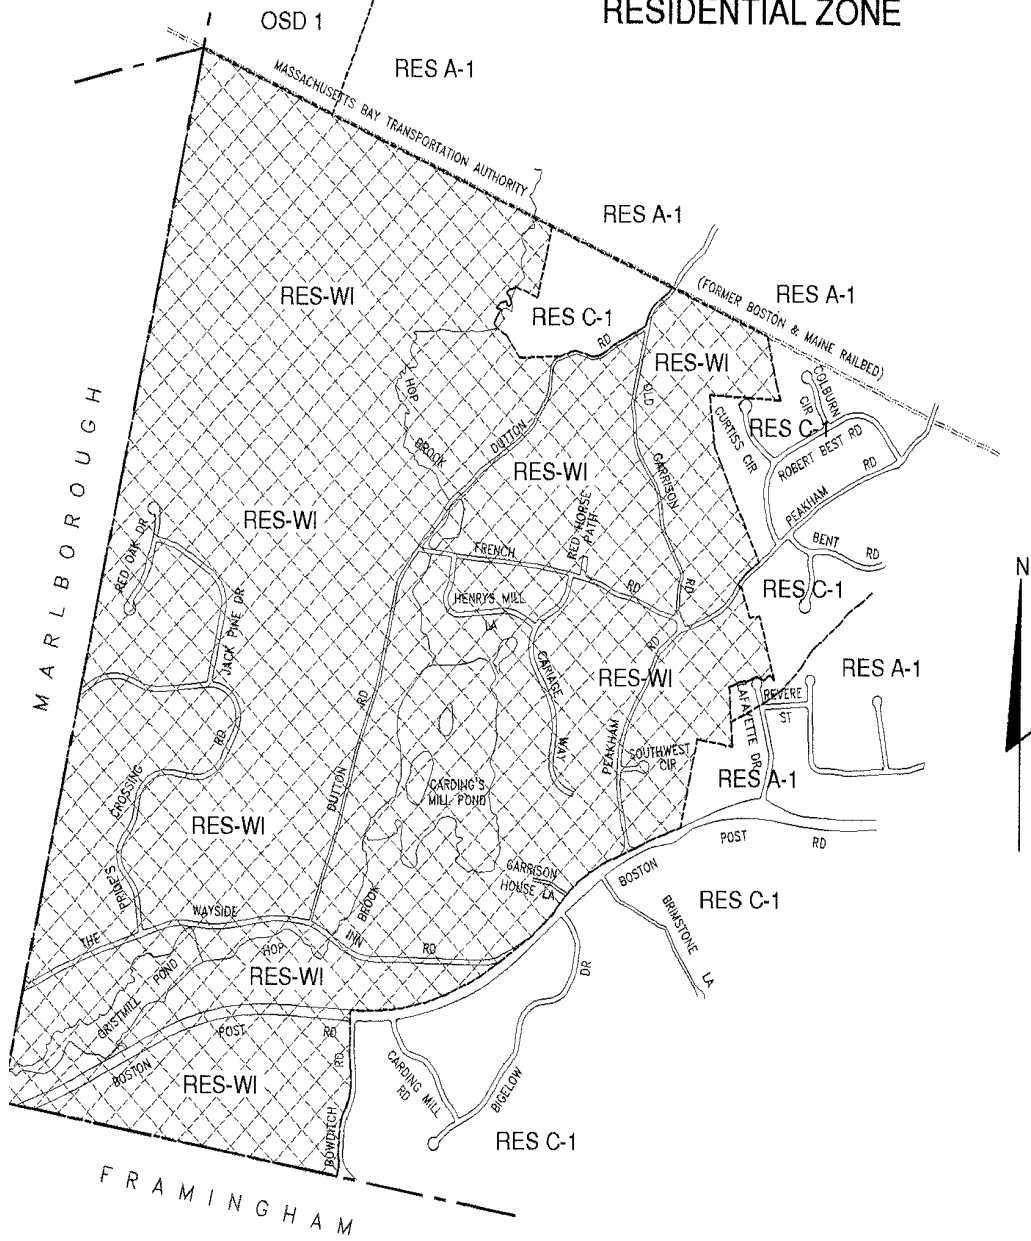 RESIDENTIAL ZONE
OSD 1
RES A-1
MASSACHUSETTS BAY TRANSPORTATION AUTHORITY
RES A-1
(FORMER BOSTON & MAINE RAILBED)
RES A-1
RES-WI
RES C-1
RD
RES-WI
HOP
OLD
COLBURN
CIR
CURTISS CIR
RES C-1
ROBERT BEST RD
MARLBOROUGH
DUTTON
BROOK
RES-WI
GARRISON
RD
PEAKHAM
RES-WI
RED OAK DR
RED HORSE
PATH
FRENCH
BENT
RD
N
RD
RD
RES C-1
HENRYS MILL
LA
JACK PINE DR
RD
CARIAGE
RES-WI
RES A-1
LAFAYETTE DR
REVERE
ST
RD
RD
WAY
PEAKHAM
SOUTHWEST
CIR
CROSSING
DUTTON
CARDING'S
MILL POND
RES A-1
RES-WI
POST
RD
PRIDE'S
GARRISON
HOUSE LA
BOSTON
BROOK
RES C-1
BRIMSTONE
LA
WAYSIDE
THE
INN
RD
HOP
POND
RES-WI
DR
GRISTMILL
POST
RD
RD
BOSTON
RES-WI
CARDING MILL
RD
BIGELOW
BOWDITCH
RES C-1
FRAMINGHAM